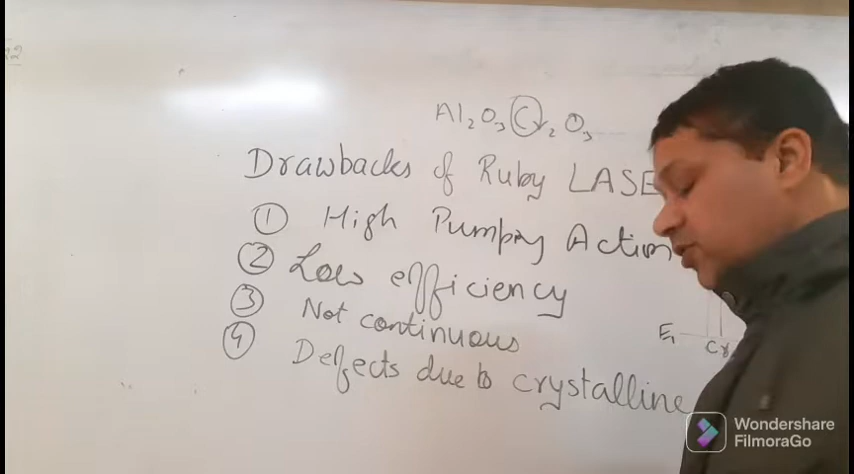 Al₂O₃ Cr₂O₃
Drawbacks of Ruby LASE
① High Pumping Action
② Low efficiency
③ Not continuous
④ Defects due to crystalline
E₁
Cr
Wondershare
FilmoraGo